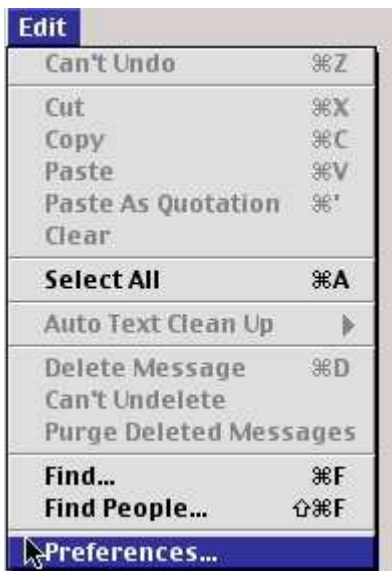 Edit
Can't Undo ⌘Z
Cut ⌘X
Copy ⌘C
Paste ⌘V
Paste As Quotation ⌘'
Clear
Select All ⌘A
Auto Text Clean Up ▶
Delete Message ⌘D
Can't Undelete
Purge Deleted Messages
Find... ⌘F
Find People... ⇧⌘F
Preferences...